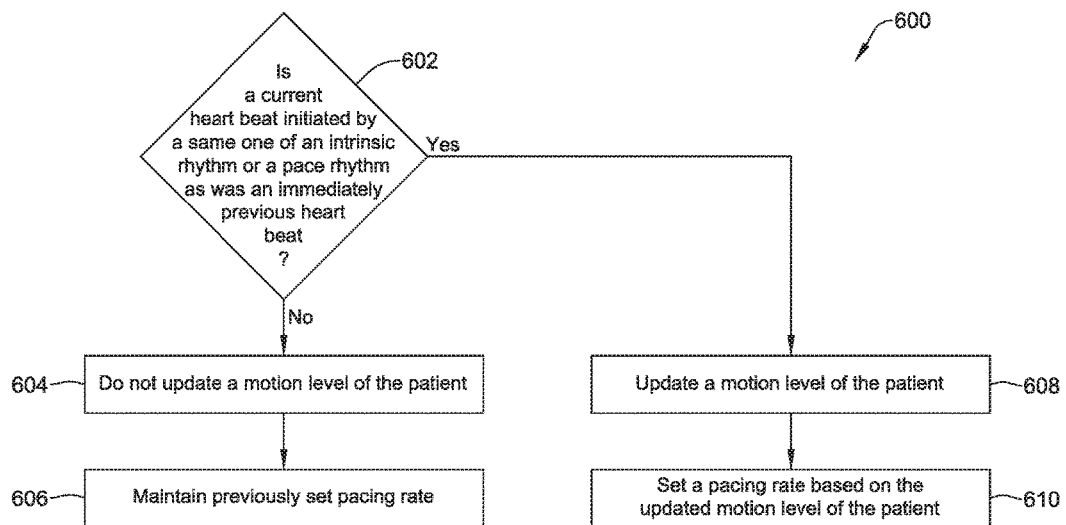 600
602
Is
a current
heart beat initiated by
a same one of an intrinsic
rhythm or a pace rhythm
as was an immediately
previous heart
beat
?
Yes
No
604
Do not update a motion level of the patient
Update a motion level of the patient
608
606
Maintain previously set pacing rate
Set a pacing rate based on the
updated motion level of the patient
610